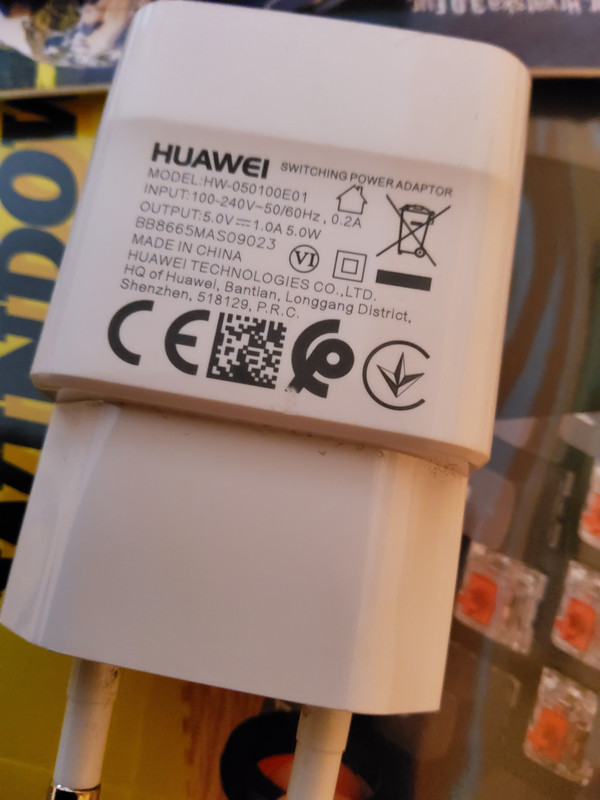 HUAWEI SWITCHING POWER ADAPTOR
MODEL:HW-050100E01
INPUT:100-240V~50/60Hz, 0.2A
OUTPUT:5.0V⎓1.0A 5.0W
BB8665MAS09023
MADE IN CHINA
VI
HUAWEI TECHNOLOGIES CO.,LTD.
HQ of Huawei, Bantian, Longgang District,
Shenzhen, 518129, P.R.C.
CE